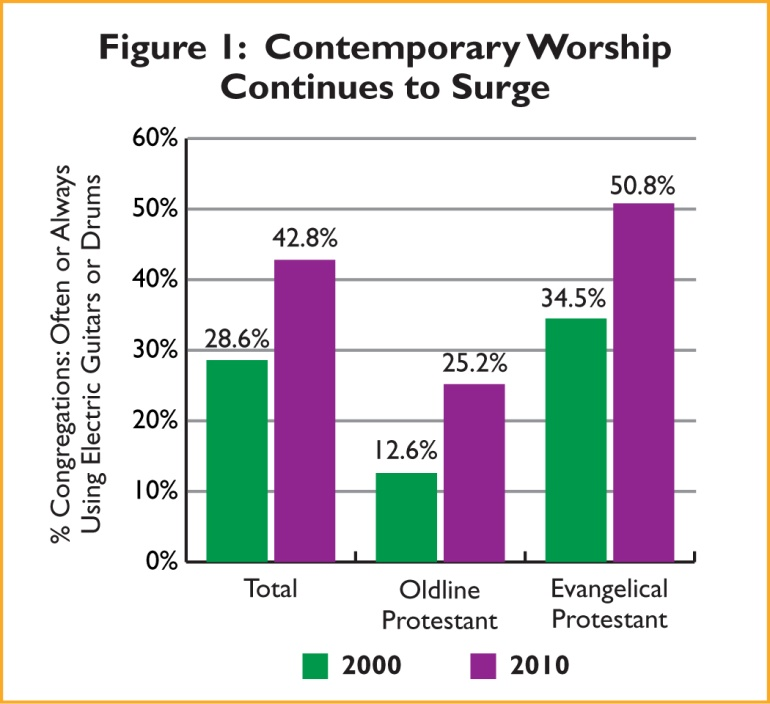 Figure 1: Contemporary Worship
Continues to Surge
% Congregations: Often or Always
Using Electric Guitars or Drums
60%
50%
40%
30%
20%
10%
0%
28.6%
42.8%
12.6%
25.2%
34.5%
50.8%
Total
Oldline
Protestant
Evangelical
Protestant
2000
2010